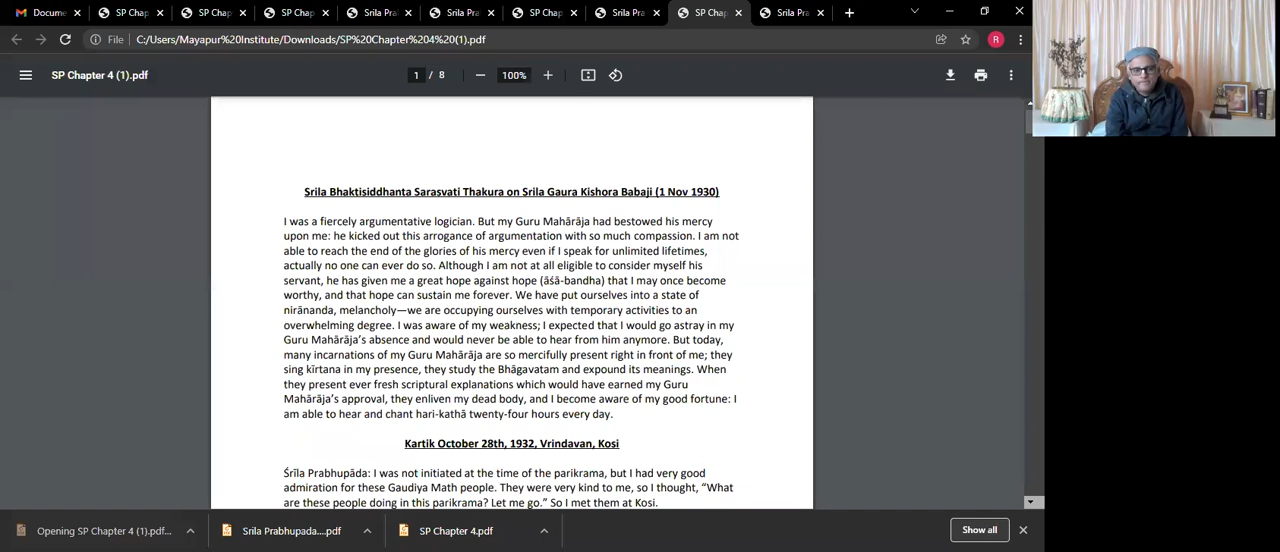 Docume
SP Chap
SP Chap
SP Chap
Srila Pra
Srila Pra
SP Chap
Srila Pra
SP Chap
Srila Pra
File
C:/Users/Mayapur%20Institute/Downloads/SP%20Chapter%204%20(1).pdf
R
SP Chapter 4 (1).pdf
1 / 8
100%
Srila Bhaktisiddhanta Sarasvati Thakura on Srila Gaura Kishora Babaji (1 Nov 1930)
I was a fiercely argumentative logician. But my Guru Mahārāja had bestowed his mercy
upon me: he kicked out this arrogance of argumentation with so much compassion. I am not
able to reach the end of the glories of his mercy even if I speak for unlimited lifetimes,
actually no one can ever do so. Although I am not at all eligible to consider myself his
servant, he has given me a great hope against hope (āśā-bandha) that I may once become
worthy, and that hope can sustain me forever. We have put ourselves into a state of
nirānanda, melancholy—we are occupying ourselves with temporary activities to an
overwhelming degree. I was aware of my weakness; I expected that I would go astray in my
Guru Mahārāja’s absence and would never be able to hear from him anymore. But today,
many incarnations of my Guru Mahārāja are so mercifully present right in front of me; they
sing kīrtana in my presence, they study the Bhāgavatam and expound its meanings. When
they present ever fresh scriptural explanations which would have earned my Guru
Mahārāja’s approval, they enliven my dead body, and I become aware of my good fortune: I
am able to hear and chant hari-kathā twenty-four hours every day.
Kartik October 28th, 1932, Vrindavan, Kosi
Śrīla Prabhupāda: I was not initiated at the time of the parikrama, but I had very good
admiration for these Gaudiya Math people. They were very kind to me, so I thought, “What
are these people doing in this parikrama? Let me go.” So I met them at Kosi.
Opening SP Chapter 4 (1).pdf...
Srila Prabhupada....pdf
SP Chapter 4.pdf
Show all